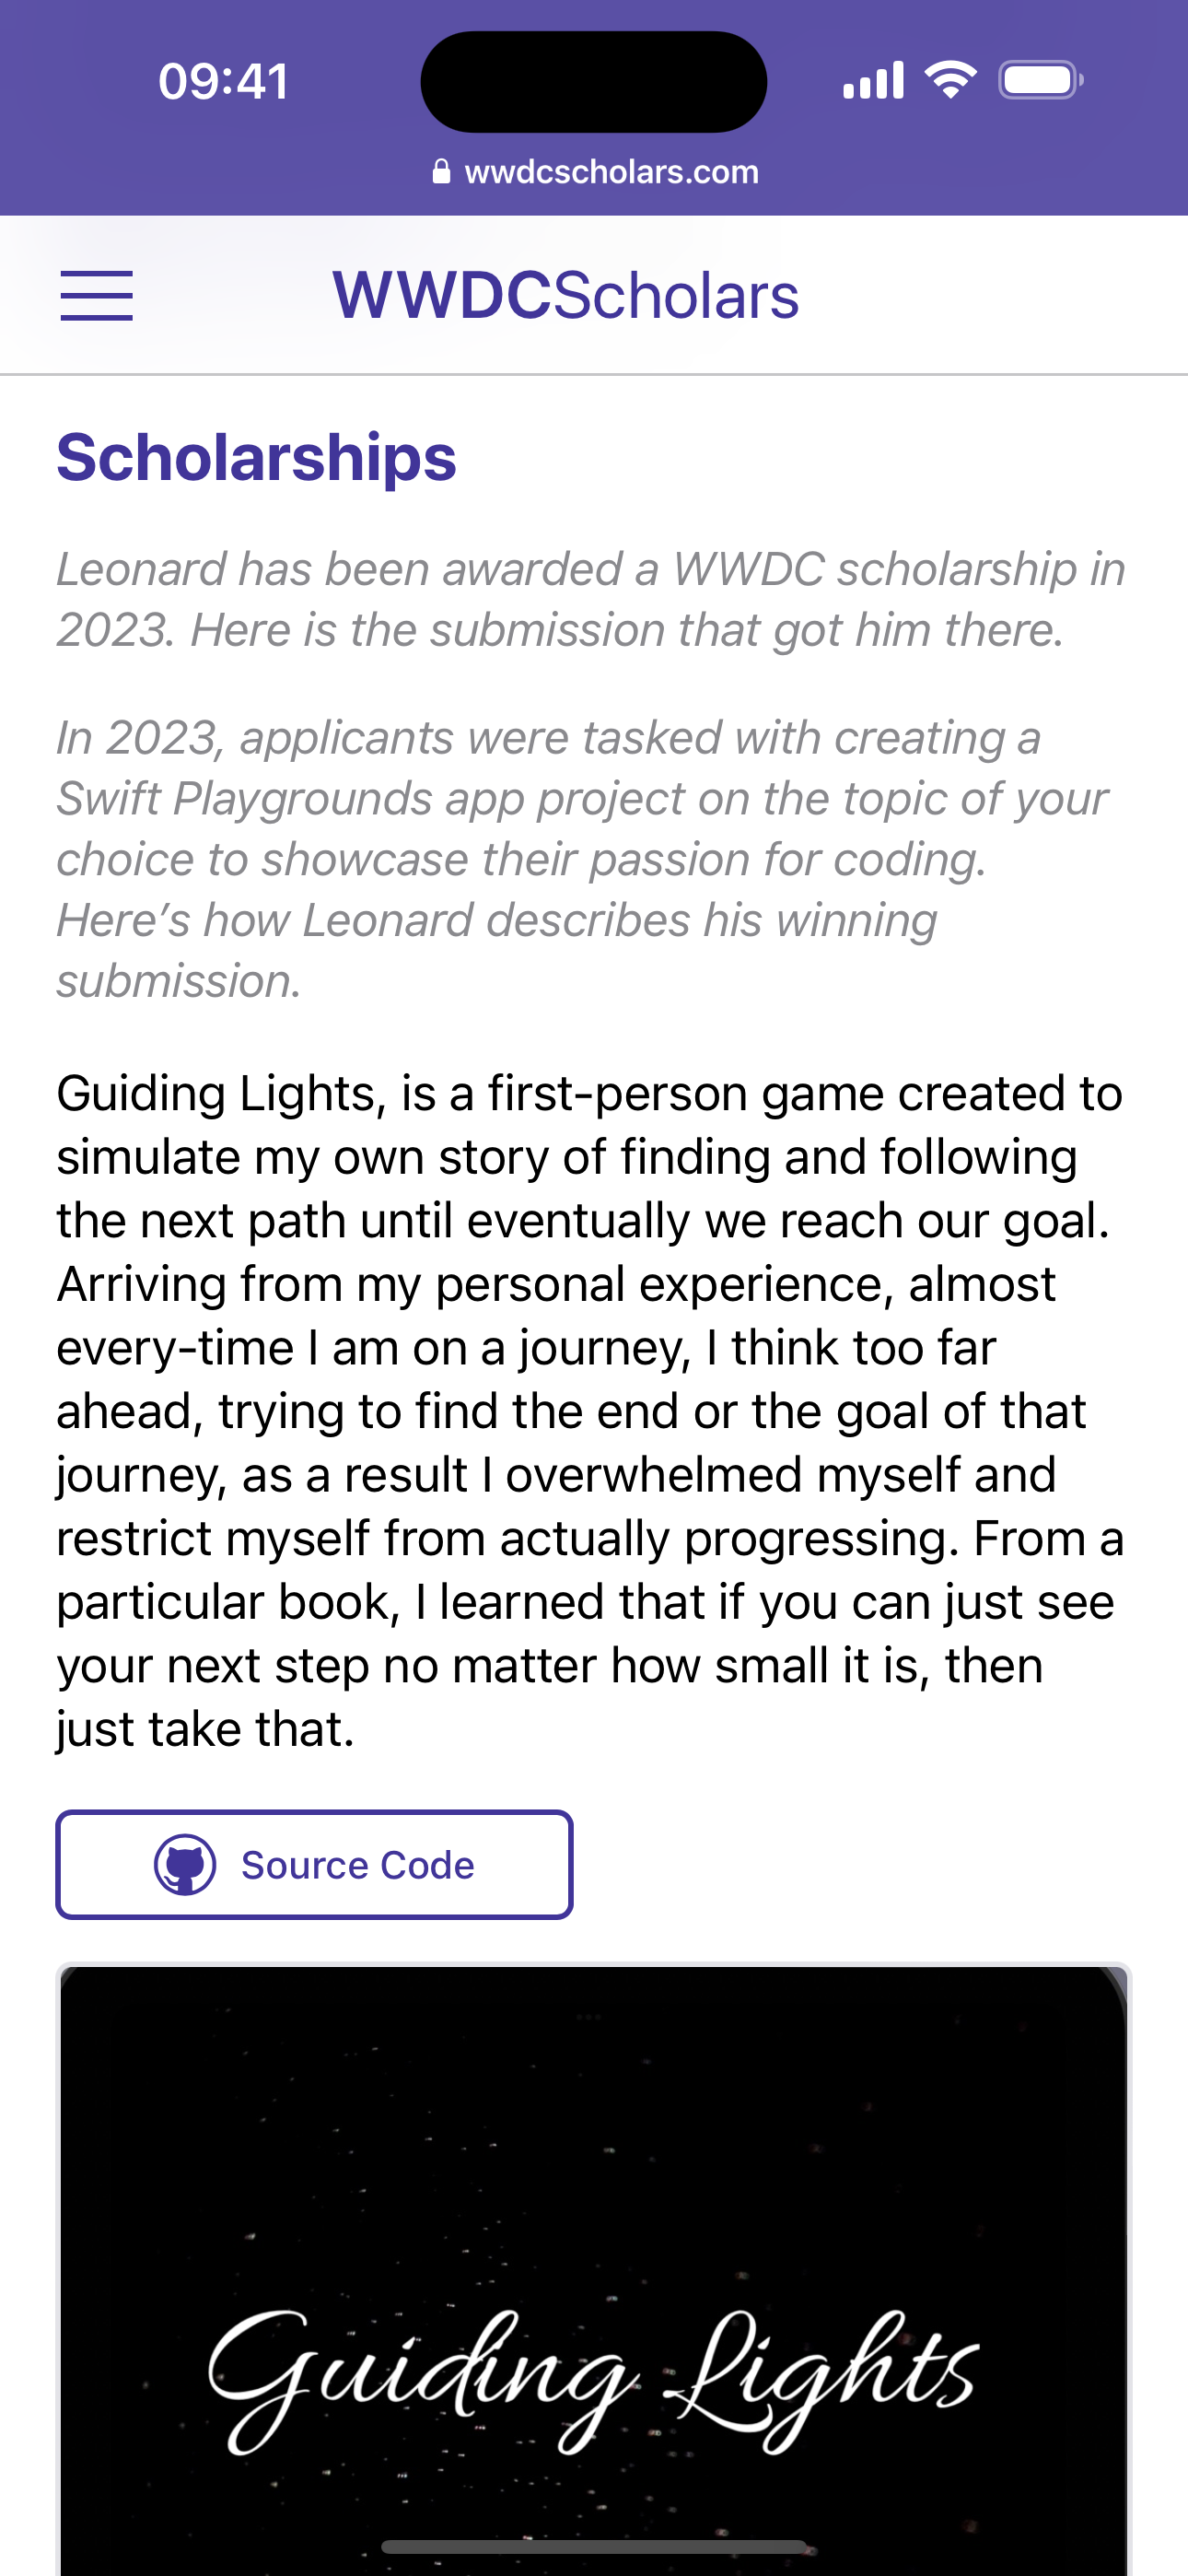 09:41
wwdcscholars.com
WWDCScholars
Scholarships
Leonard has been awarded a WWDC scholarship in
2023. Here is the submission that got him there.
In 2023, applicants were tasked with creating a
Swift Playgrounds app project on the topic of your
choice to showcase their passion for coding.
Here’s how Leonard describes his winning
submission.
Guiding Lights, is a first-person game created to
simulate my own story of finding and following
the next path until eventually we reach our goal.
Arriving from my personal experience, almost
every-time I am on a journey, I think too far
ahead, trying to find the end or the goal of that
journey, as a result I overwhelmed myself and
restrict myself from actually progressing. From a
particular book, I learned that if you can just see
your next step no matter how small it is, then
just take that.
Source Code
Guiding Lights